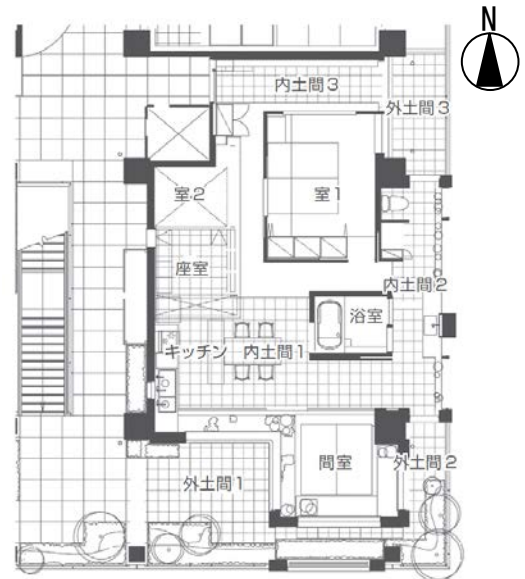 N
内土間3
外土間3
室2
室1
座室
内土間2
浴室
キッチン
内土間1
間室
外土間2
外土間1